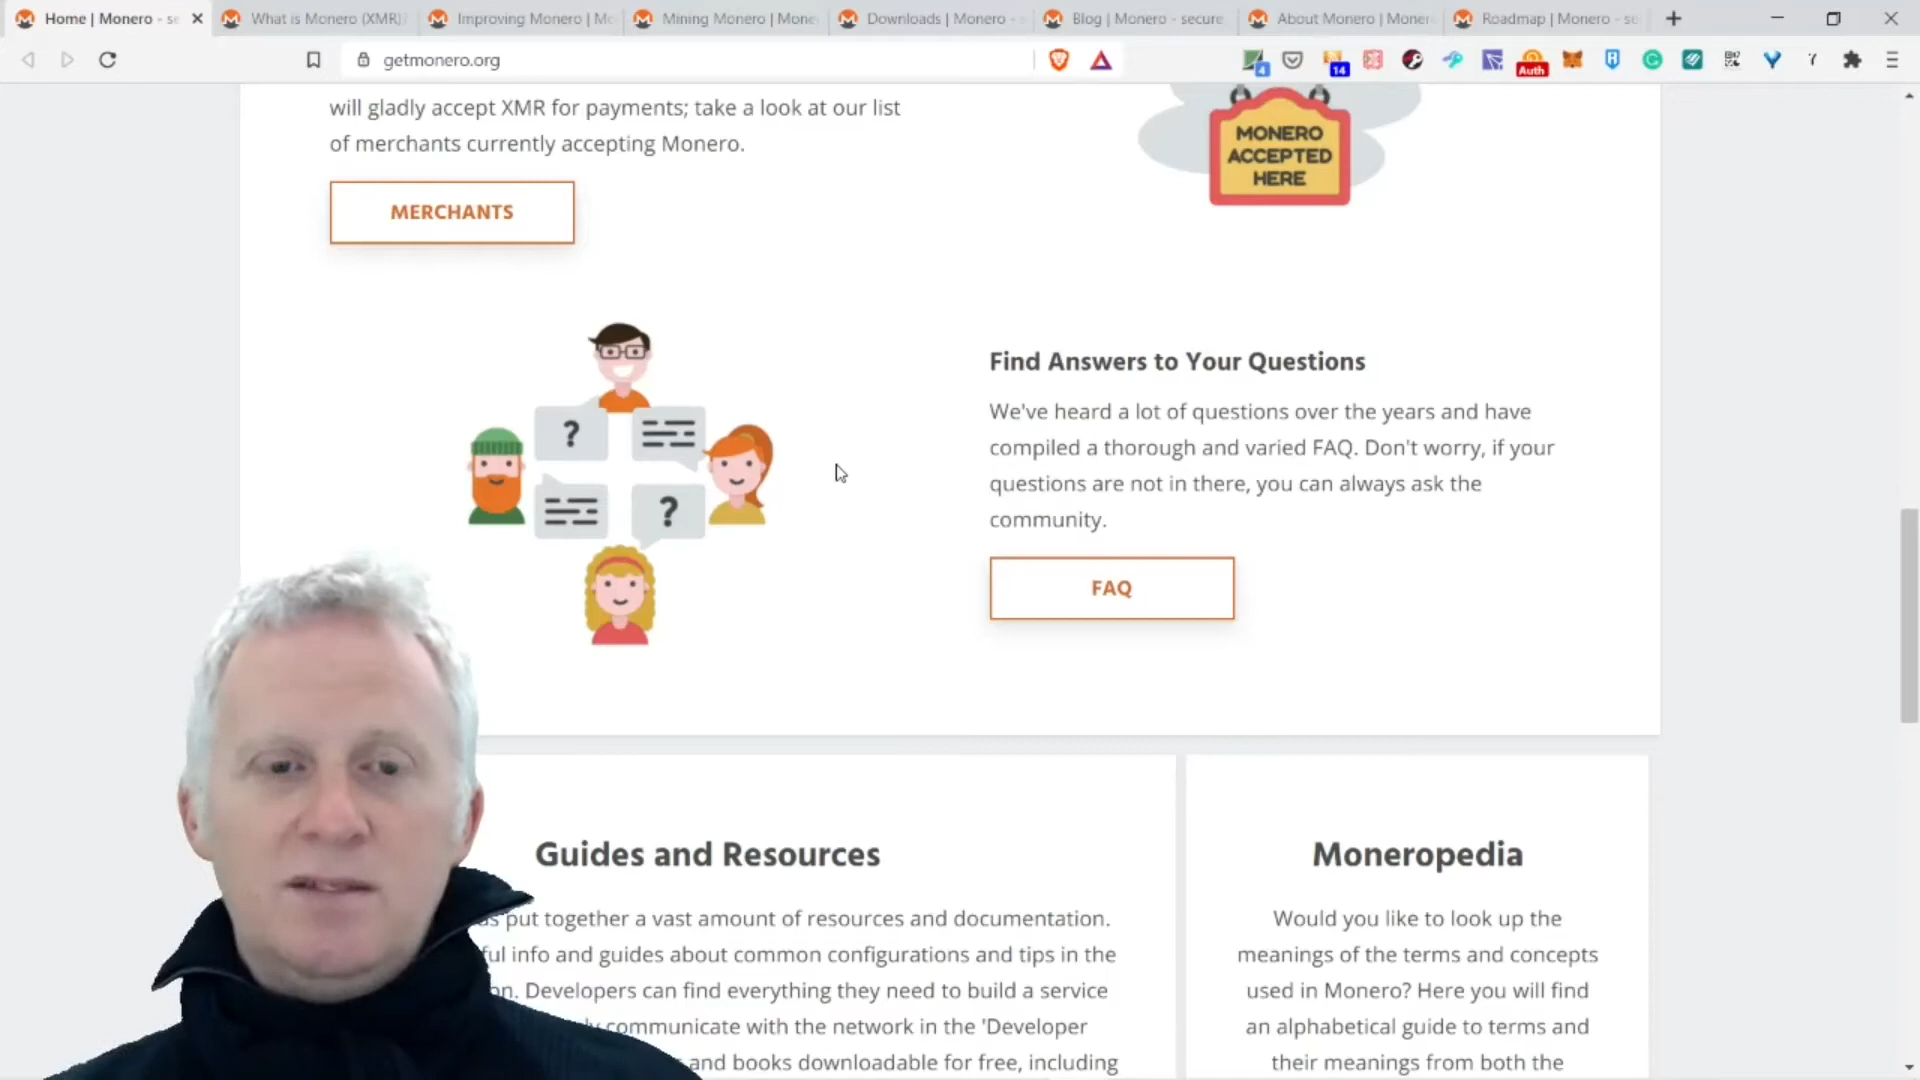 Home | Monero - se
What is Monero (XMR)?
Improving Monero | Mo
Mining Monero | Mone
Downloads | Monero - s
Blog | Monero - secure
About Monero | Moner
Roadmap | Monero - se
getmonero.org
4
14
Auth
will gladly accept XMR for payments; take a look at our list
of merchants currently accepting Monero.
MERCHANTS
MONERO
ACCEPTED
HERE
?
?
Find Answers to Your Questions
We've heard a lot of questions over the years and have
compiled a thorough and varied FAQ. Don't worry, if your
questions are not in there, you can always ask the
community.
FAQ
Guides and Resources
as put together a vast amount of resources and documentation.
ful info and guides about common configurations and tips in the
on. Developers can find everything they need to build a service
communicate with the network in the 'Developer
and books downloadable for free, including
Moneropedia
Would you like to look up the
meanings of the terms and concepts
used in Monero? Here you will find
an alphabetical guide to terms and
their meanings from both the